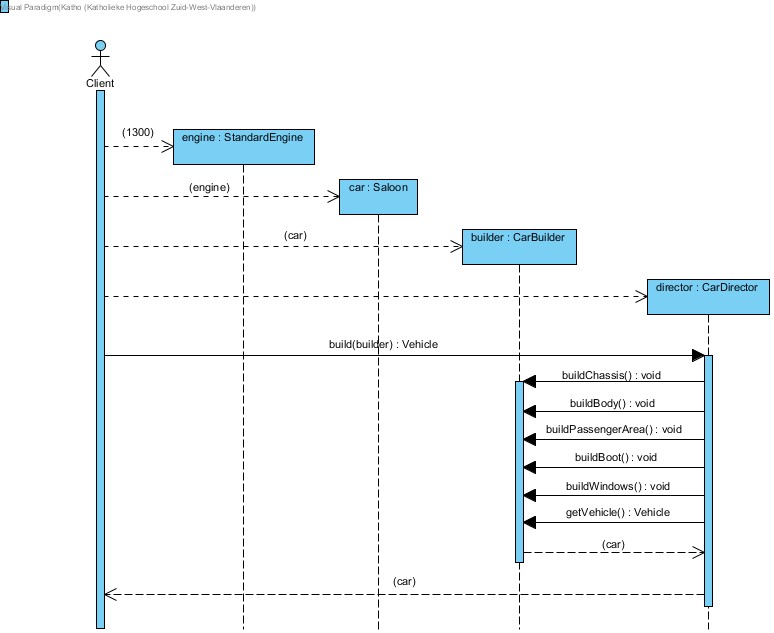 Visual Paradigm(Katho (Katholieke Hogeschool Zuid-West-Vlaanderen))
Client
(1300)
engine : StandardEngine
(engine)
car : Saloon
(car)
builder : CarBuilder
director : CarDirector
build(builder) : Vehicle
buildChassis() : void
buildBody() : void
buildPassengerArea() : void
buildBoot() : void
buildWindows() : void
getVehicle() : Vehicle
(car)
(car)